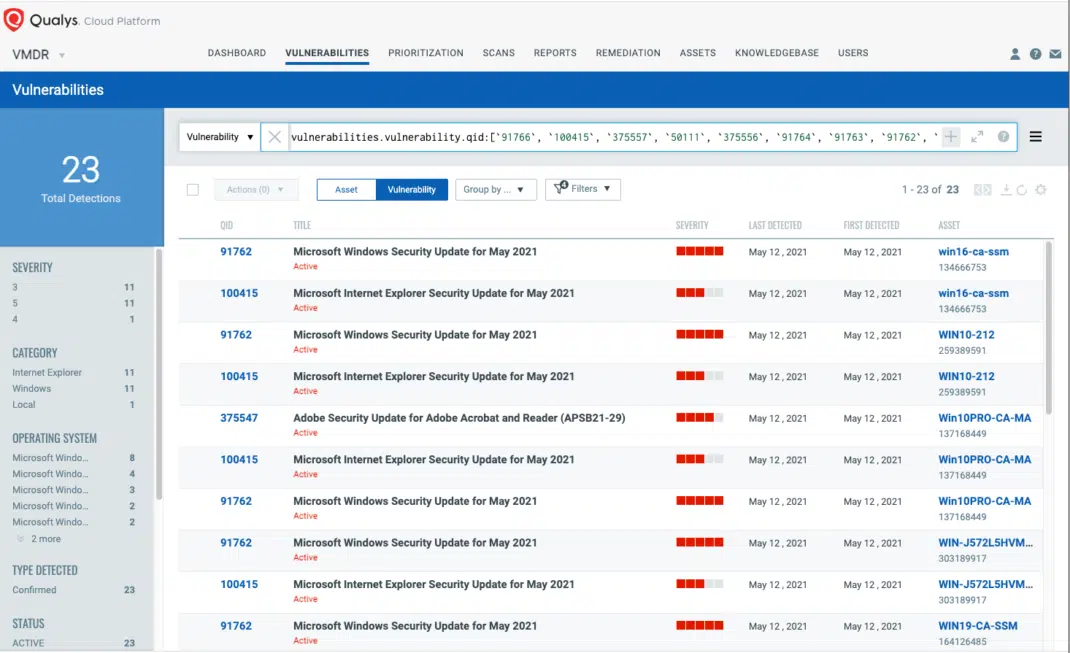 Qualys. Cloud Platform
VMDR
DASHBOARD VULNERABILITIES PRIORITIZATION SCANS REPORTS REMEDIATION ASSETS KNOWLEDGEBASE USERS
Vulnerabilities
23
Total Detections
Vulnerability vulnerabilities.vulnerability.qid:[`91766`, `100415`, `375557`, `50111`, `375556`, `91764`, `91763`, `91762`, `
Actions (0) Asset Vulnerability Group by ... 4 Filters 1 - 23 of 23
QID TITLE SEVERITY LAST DETECTED FIRST DETECTED ASSET
91762 Microsoft Windows Security Update for May 2021 May 12 , 2021 May 12 , 2021 win16-ca-ssm
Active 134666753
100415 Microsoft Internet Explorer Security Update for May 2021 May 12 , 2021 May 12 , 2021 win16-ca-ssm
Active 134666753
91762 Microsoft Windows Security Update for May 2021 May 12 , 2021 May 12 , 2021 WIN10-212
Active 259389591
100415 Microsoft Internet Explorer Security Update for May 2021 May 12 , 2021 May 12 , 2021 WIN10-212
Active 259389591
375547 Adobe Security Update for Adobe Acrobat and Reader (APSB21-29) May 12 , 2021 May 12 , 2021 Win10PRO-CA-MA
Active 137168449
100415 Microsoft Internet Explorer Security Update for May 2021 May 12 , 2021 May 12 , 2021 Win10PRO-CA-MA
Active 137168449
91762 Microsoft Windows Security Update for May 2021 May 12 , 2021 May 12 , 2021 Win10PRO-CA-MA
Active 137168449
91762 Microsoft Windows Security Update for May 2021 May 12 , 2021 May 12 , 2021 WIN-J572L5HVM...
Active 303189917
100415 Microsoft Internet Explorer Security Update for May 2021 May 12 , 2021 May 12 , 2021 WIN-J572L5HVM...
Active 303189917
91762 Microsoft Windows Security Update for May 2021 May 12 , 2021 May 12 , 2021 WIN19-CA-SSM
Active 164126485
SEVERITY
3 11
5 11
4 1
CATEGORY
Internet Explorer 11
Windows 11
Local 1
OPERATING SYSTEM
Microsoft Windo... 8
Microsoft Windo... 4
Microsoft Windo... 3
Microsoft Windo... 2
Microsoft Windo... 2
2 more
TYPE DETECTED
Confirmed 23
STATUS
ACTIVE 23